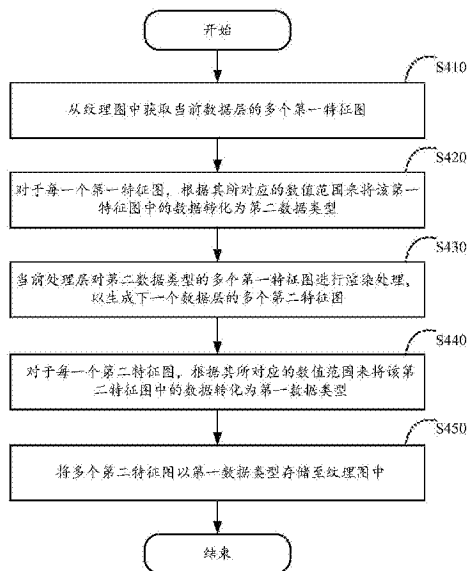 开始
S410
从纹理图中获取当前数据层的多个第一特征图
S420
对于每一个第一特征图，根据其所对应的数值范围来将该第一
特征图中的数据转化为第二数据类型
S430
当前处理层对第二数据类型的多个第一特征图进行渲染处理，
以生成下一个数据层的多个第二特征图
S440
对于每一个第二特征图，根据其所对应的数值范围来将该第
二特征图中的数据转化为第一数据类型
S450
将多个第二特征图以第一数据类型存储至纹理图中
结束